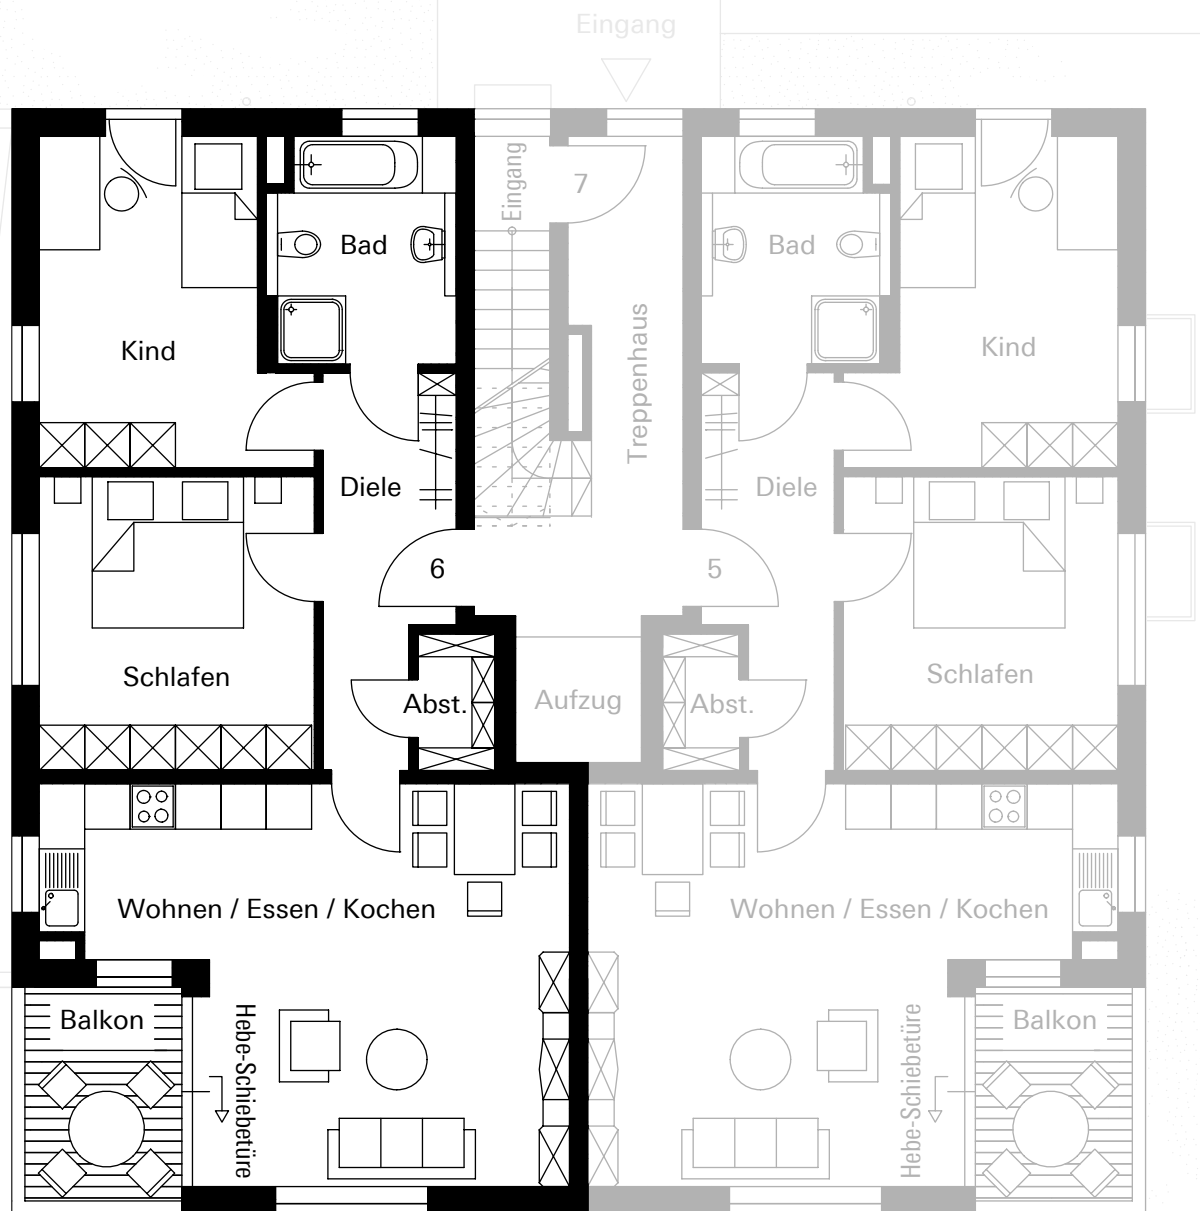 Eingang
Eingang
7
Bad
Bad
Treppenhaus
Kind
Kind
Diele
Diele
6
5
Schlafen
Abst.
Aufzug
Abst.
Schlafen
Wohnen / Essen / Kochen
Wohnen / Essen / Kochen
Balkon
Hebe-Schiebetüre
Hebe-Schiebetüre
Balkon